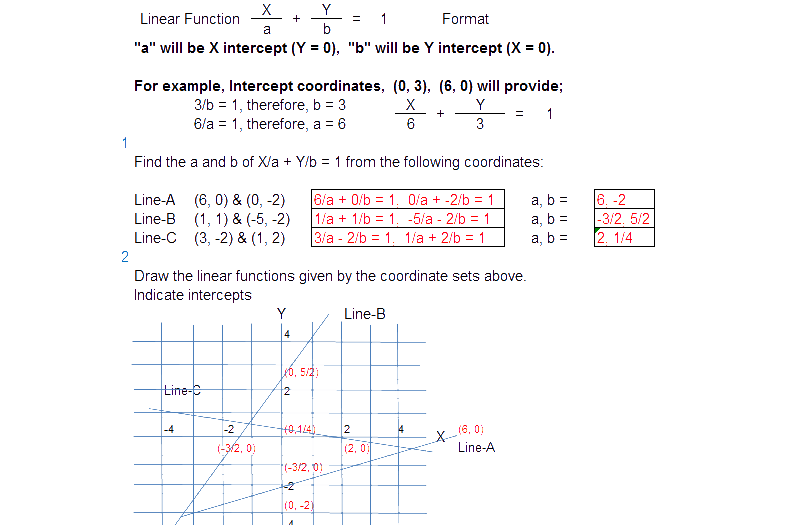 Linear Function X/a + Y/b = 1 Format
"a" will be X intercept (Y = 0), "b" will be Y intercept (X = 0).
For example, Intercept coordinates, (0, 3), (6, 0) will provide;
3/b = 1, therefore, b = 3 X/6 + Y/3 = 1
6/a = 1, therefore, a = 6
1
Find the a and b of X/a + Y/b = 1 from the following coordinates:
Line-A (6, 0) & (0, -2) 6/a + 0/b = 1. 0/a + -2/b = 1 a, b = 6, -2
Line-B (1, 1) & (-5, -2) 1/a + 1/b = 1. -5/a - 2/b = 1 a, b = -3/2, 5/2
Line-C (3, -2) & (1, 2) 3/a - 2/b = 1. 1/a + 2/b = 1 a, b = 2, 1/4
2
Draw the linear functions given by the coordinate sets above.
Indicate intercepts
Y Line-B
4
(0, 5/2)
Line-C 2
-4 -2 (0,1/4) 2 4 X (6, 0)
(-3/2, 0) (2, 0) Line-A
(-3/2, 0)
-2
(0, -2)